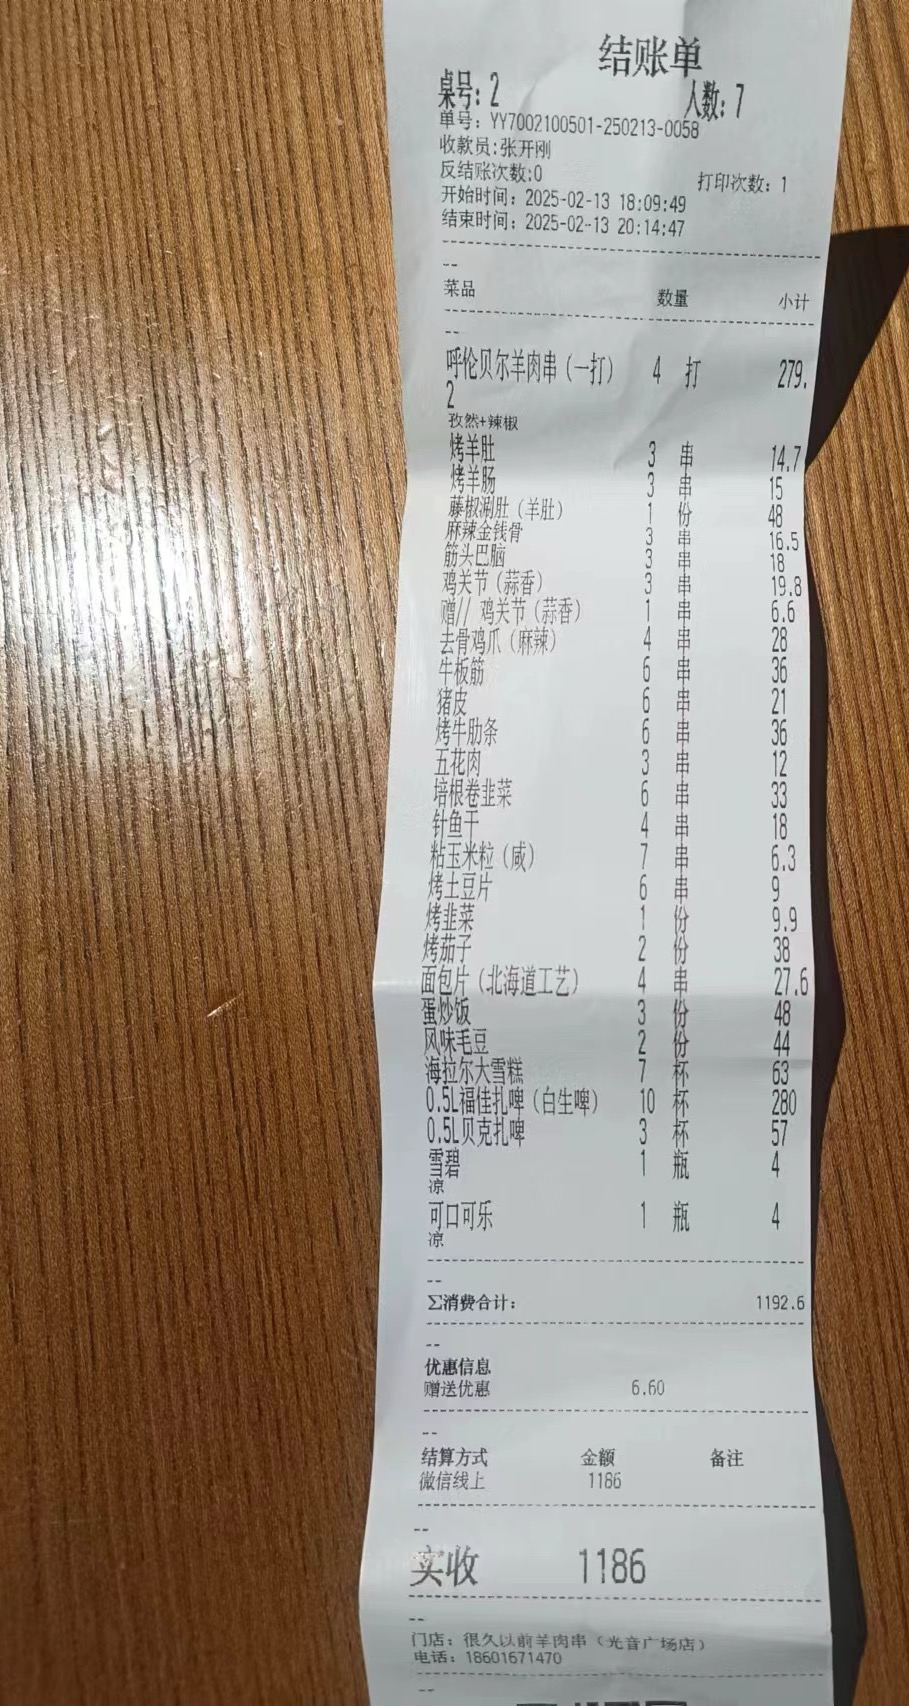 结账单
桌号: 2 人数: 7
单号: YY7002100501-250213-0058
收款员:张开刚
反结账次数:0 打印次数: 1
开始时间: 2025-02-13 18:09:49
结束时间: 2025-02-13 20:14:47
--
菜品 数量 小计
--
呼伦贝尔羊肉串(一打) 4 打 279.
2
孜然+辣椒
烤羊肚 3 串 14.7
烤羊肠 3 串 15
藤椒涮肚(羊肚) 1 份 48
麻辣金钱骨 3 串 16.5
筋头巴脑 3 串 18
鸡关节(蒜香) 3 串 19.8
赠// 鸡关节(蒜香) 1 串 6.6
去骨鸡爪(麻辣) 4 串 28
牛板筋 6 串 36
猪皮 6 串 21
烤牛肋条 6 串 36
五花肉 3 串 12
培根卷韭菜 6 串 33
针鱼干 4 串 18
粘玉米粒(咸) 7 串 6.3
烤土豆片 6 串 9
烤韭菜 1 份 9.9
烤茄子 2 份 38
面包片(北海道工艺) 4 串 27.6
蛋炒饭 3 份 48
风味毛豆 2 份 44
海拉尔大雪糕 7 杯 63
0.5L福佳扎啤(白生啤) 10 杯 280
0.5L贝克扎啤 3 杯 57
雪碧 1 瓶 4
凉
可口可乐 1 瓶 4
凉
--
∑消费合计: 1192.6
--
优惠信息
赠送优惠 6.60
--
结算方式 金额 备注
微信线上 1186
--
实收 1186
--
门店: 很久以前羊肉串(光音广场店)
电话: 18601671470
--